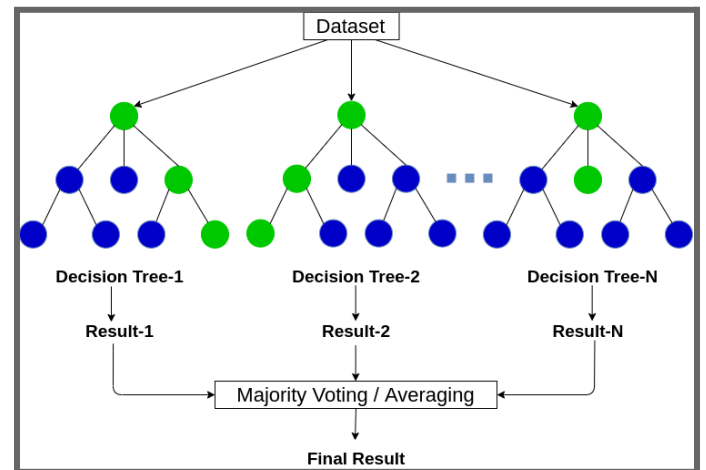 Dataset
Decision Tree-1
Decision Tree-2
Decision Tree-N
Result-1
Result-2
Result-N
Majority Voting / Averaging
Final Result